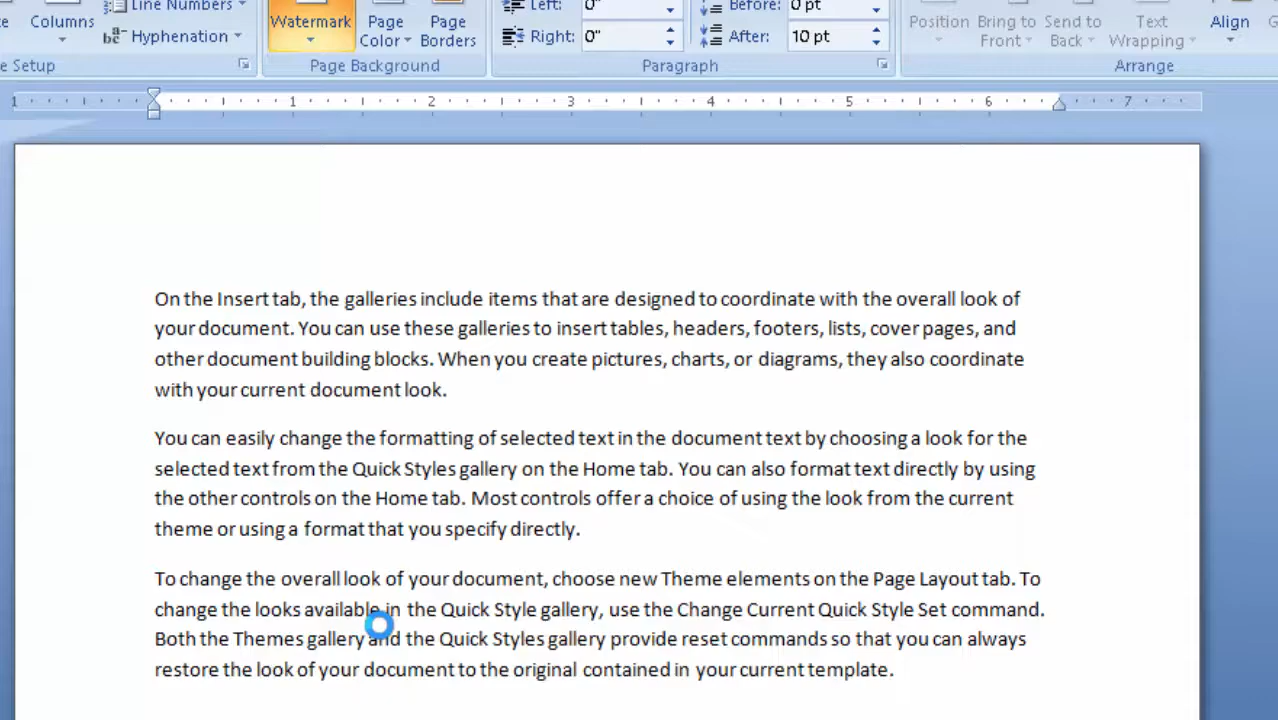 Line Numbers Left: 0" Before: 0 pt
Columns Watermark Page Page Position Bring to Send to Text Align
Hyphenation Color Borders Right: 0" After: 10 pt Front Back Wrapping
e Setup Page Background Paragraph Arrange
1 1 2 3 4 5 6 7
On the Insert tab, the galleries include items that are designed to coordinate with the overall look of
your document. You can use these galleries to insert tables, headers, footers, lists, cover pages, and
other document building blocks. When you create pictures, charts, or diagrams, they also coordinate
with your current document look.
You can easily change the formatting of selected text in the document text by choosing a look for the
selected text from the Quick Styles gallery on the Home tab. You can also format text directly by using
the other controls on the Home tab. Most controls offer a choice of using the look from the current
theme or using a format that you specify directly.
To change the overall look of your document, choose new Theme elements on the Page Layout tab. To
change the looks available in the Quick Style gallery, use the Change Current Quick Style Set command.
Both the Themes gallery and the Quick Styles gallery provide reset commands so that you can always
restore the look of your document to the original contained in your current template.